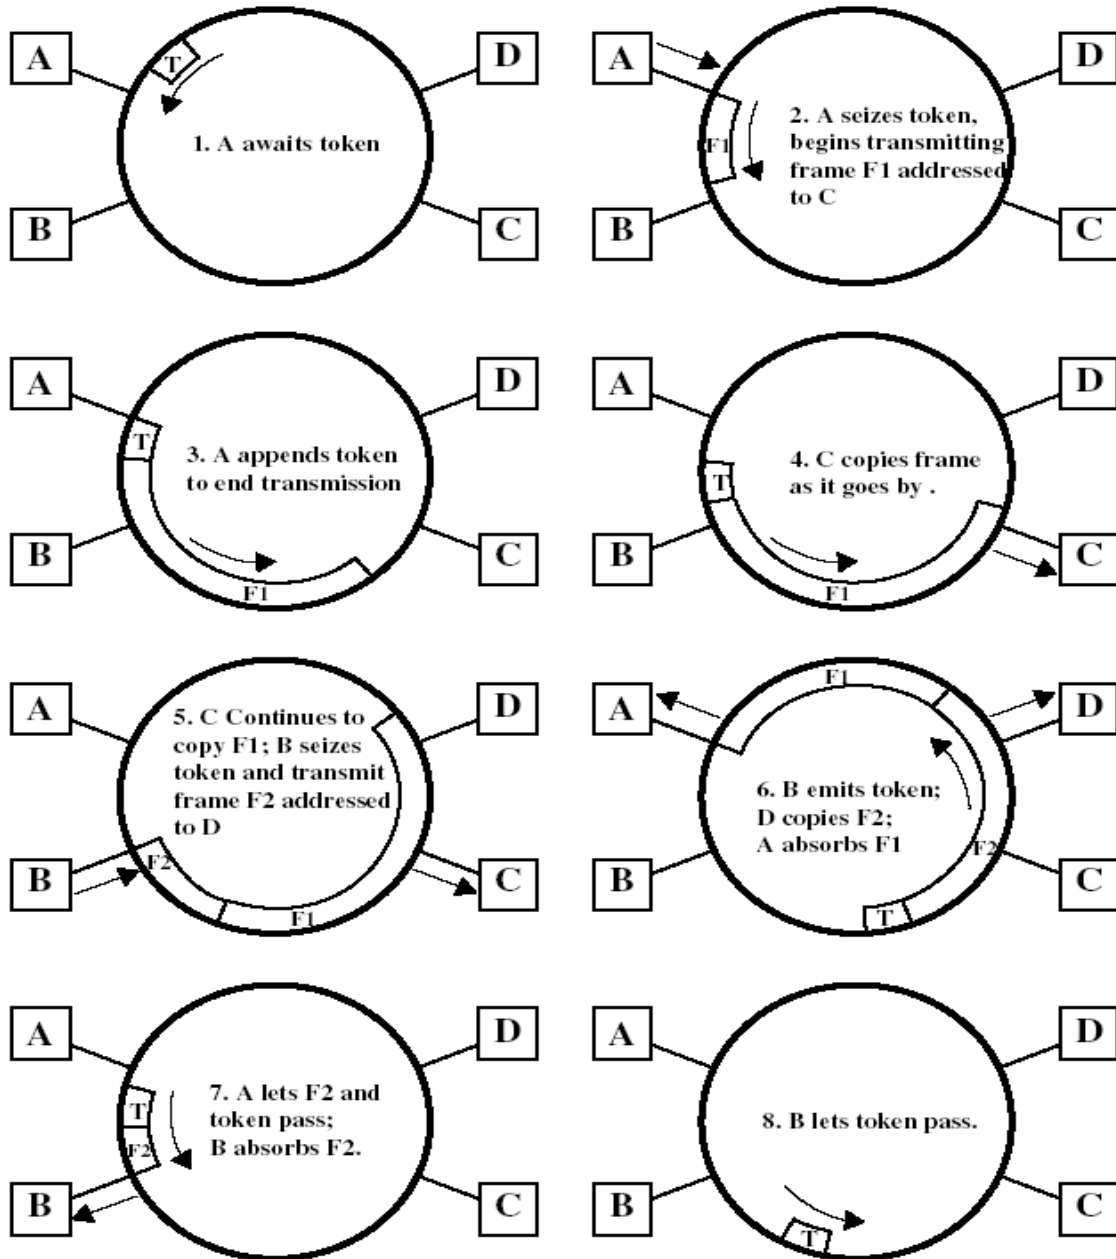 A
D
T
1. A awaits token
B
C
A
D
2. A seizes token,
begins transmitting
F1
frame F1 addressed
to C
B
C
A
D
T
3. A appends token
to end transmission
B
C
F1
A
D
4. C copies frame
T
as it goes by .
B
C
F1
A
D
5. C Continues to
copy F1; B seizes
token and transmit
frame F2 addressed
to D
F2
B
C
F1
F1
A
D
6. B emits token;
D copies F2;
A absorbs F1
F2
B
C
T
A
D
7. A lets F2 and
T
token pass;
F2
B absorbs F2.
B
C
A
D
8. B lets token pass.
B
C
T